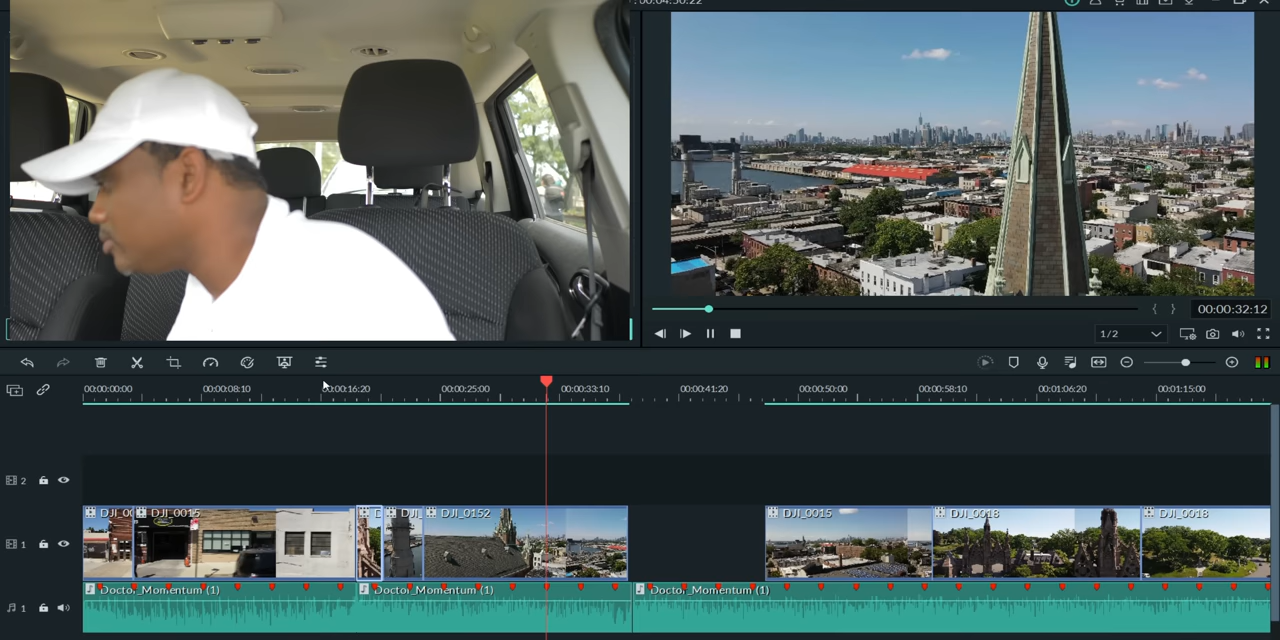 : 00:04:50:22
{ }
00:00:32:12
1/2
00:00:00:00
00:00:08:10
00:00:16:20
00:00:25:00
00:00:33:10
00:00:41:20
00:00:50:00
00:00:58:10
00:01:06:20
00:01:15:00
2
1
DJI_00
DJI_0015
DJI_
DJI_0152
DJI_0015
DJI_0018
DJI_0018
1
Doctor_Momentum (1)
Doctor_Momentum (1)
Doctor_Momentum (1)